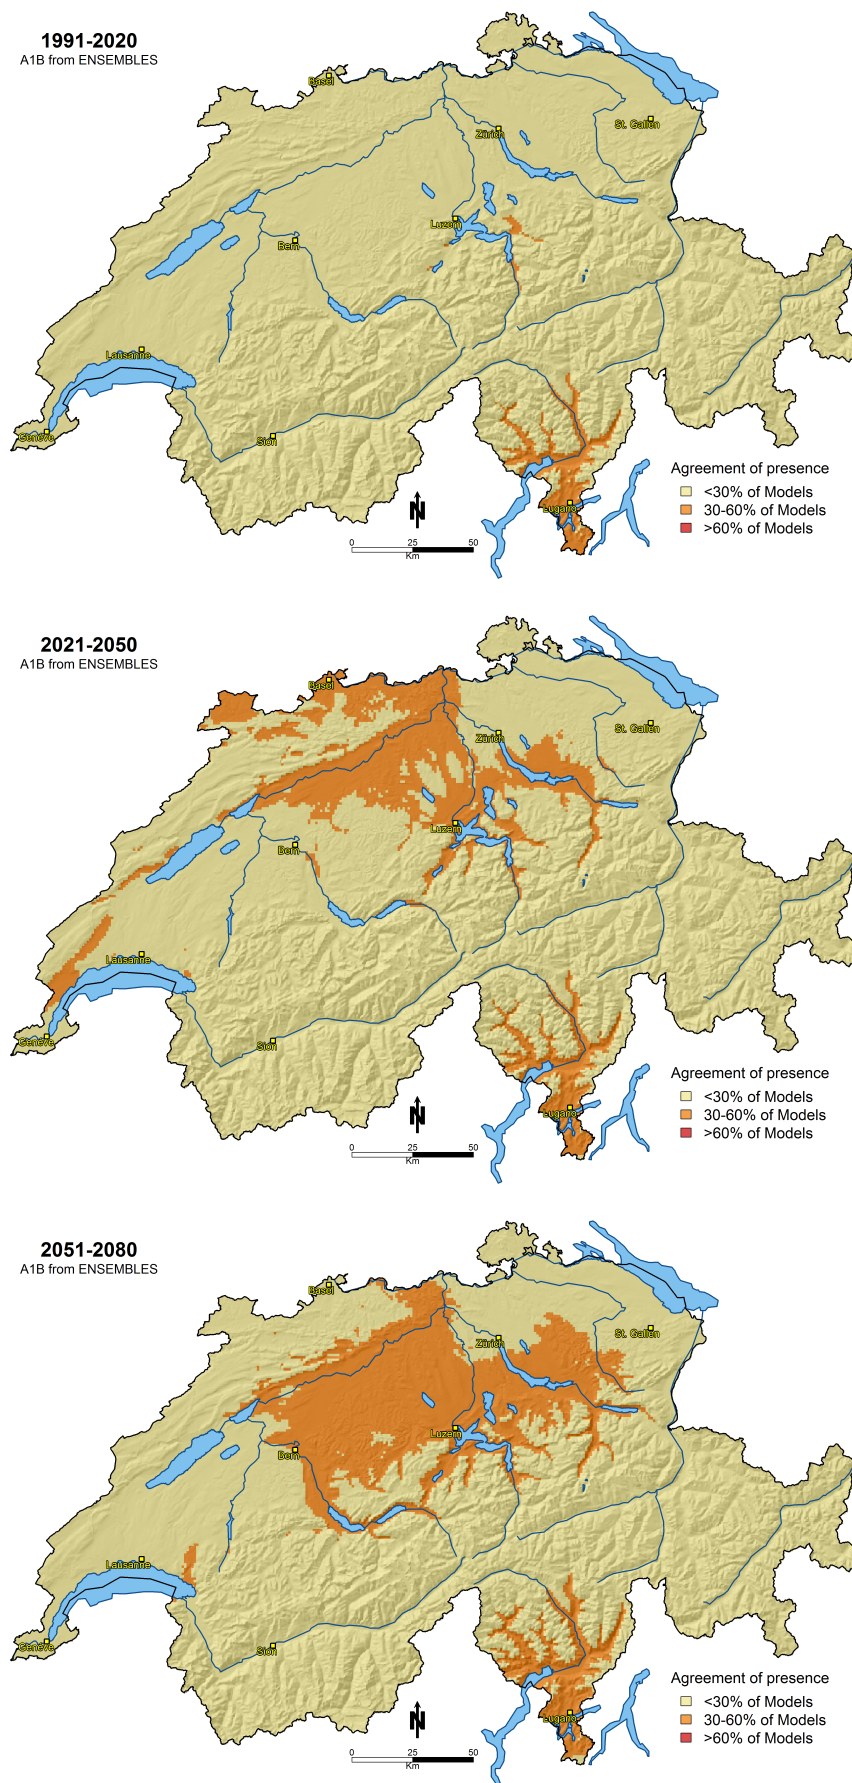 1991-2020
A1B from ENSEMBLES
Basel
Zürich
St. Gallen
Luzern
Bern
Lausanne
Genève
Sion
Lugano
N
0 25 50
Km
Agreement of presence
<30% of Models
30-60% of Models
>60% of Models
2021-2050
A1B from ENSEMBLES
Basel
Zürich
St. Gallen
Luzern
Bern
Lausanne
Genève
Sion
Lugano
N
0 25 50
Km
Agreement of presence
<30% of Models
30-60% of Models
>60% of Models
2051-2080
A1B from ENSEMBLES
Basel
Zürich
St. Gallen
Luzern
Bern
Lausanne
Genève
Sion
Lugano
N
0 25 50
Km
Agreement of presence
<30% of Models
30-60% of Models
>60% of Models